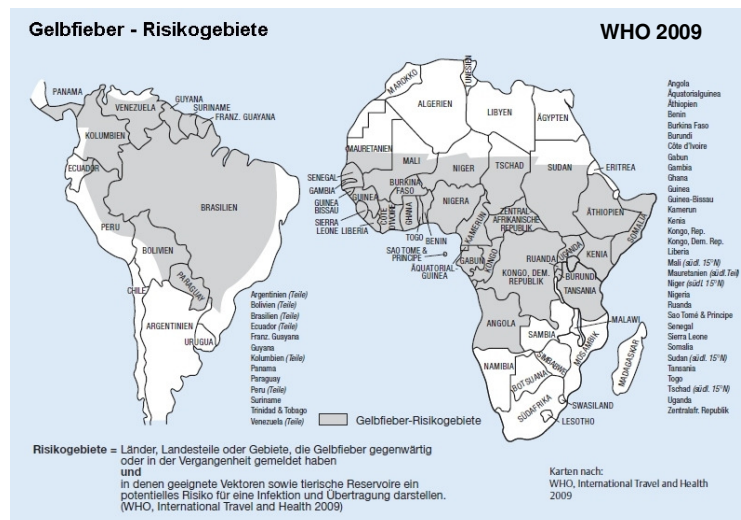 Gelbfieber - Risikogebiete
WHO 2009
PANAMA
VENEZUELA
GUYANA
SURINAME
FRANZ. GUAYANA
KOLUMBIEN
ECUADOR
BRASILIEN
PERU
BOLIVIEN
PARAGUAY
CHILE
ARGENTINIEN
URUGUA
Argentinien (Teile)
Bolivien (Teile)
Brasilien (Teile)
Ecuador (Teile)
Franz. Guayana
Guyana
Kolumbien (Teile)
Panama
Paraguay
Peru (Teile)
Suriname
Trinidad & Tobago
Venezuela (Teile)
MAROKKO
UNESIEN
ALGERIEN
LIBYEN
ÄGYPTEN
MAURETANIEN
MALI
NIGER
TSCHAD
SUDAN
ERITREA
SENEGAL
GAMBIA
GUINEA
BISSAU
GUINEA
SIERRA
LEONE
LIBERIA
BURKINA
FASO
CÔTE
D'IVOIRE
GHANA
TOGO
BENIN
NIGERA
KAMERUN
ZENTRAL-
AFRIKANISCHE
REPUBLIK
ÄTHIOPIEN
SOMALIA
SAO TOME &
PRINCIPE
ÄQUATORIAL-
GUINEA
GABUN
KONGO
KONGO, DEM.
REPUBLIK
RUANDA
UGANDA
KENIA
BURUNDI
TANSANIA
ANGOLA
SAMBIA
MALAWI
MOSAMBIK
SIMBABWE
NAMIBIA
BOTSUANA
MADAGASKAR
SÜDAFRIKA
SWASILAND
LESOTHO
Angola
Äquatorialguinea
Äthiopien
Benin
Burkina Faso
Burundi
Côte d'Ivoire
Gabun
Gambia
Ghana
Guinea
Guinea-Bissau
Kamerun
Kenia
Kongo, Rep.
Kongo, Dem. Rep.
Liberia
Mali (südl. 15°N)
Mauretanien (südl.Teil)
Niger (südl. 15°N)
Nigeria
Ruanda
Sao Tomé & Principe
Senegal
Sierra Leone
Somalia
Sudan (südl. 15°N)
Tansania
Togo
Tschad (südl. 15°N)
Uganda
Zentralafr. Republik
Gelbfieber-Risikogebiete
Risikogebiete = Länder, Landesteile oder Gebiete, die Gelbfieber gegenwärtig
oder in der Vergangenheit gemeldet haben
und
in denen geeignete Vektoren sowie tierische Reservoire ein
potentielles Risiko für eine Infektion und Übertragung darstellen.
(WHO, International Travel and Health 2009)
Karten nach:
WHO, International Travel and Health
2009